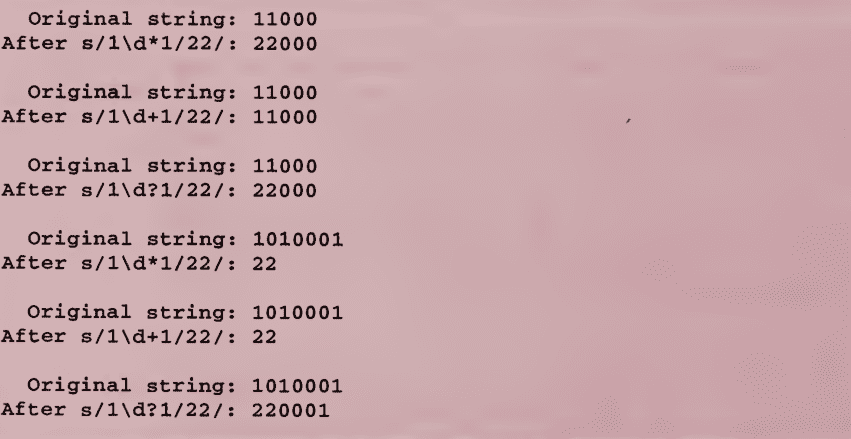 Original string: 11000
After s/1\d*1/22/: 22000
Original string: 11000
After s/1\d+1/22/: 11000
Original string: 11000
After s/1\d?1/22/: 22000
Original string: 1010001
After s/1\d*1/22/: 22
Original string: 1010001
After s/1\d+1/22/: 22
Original string: 1010001
After s/1\d?1/22/: 220001